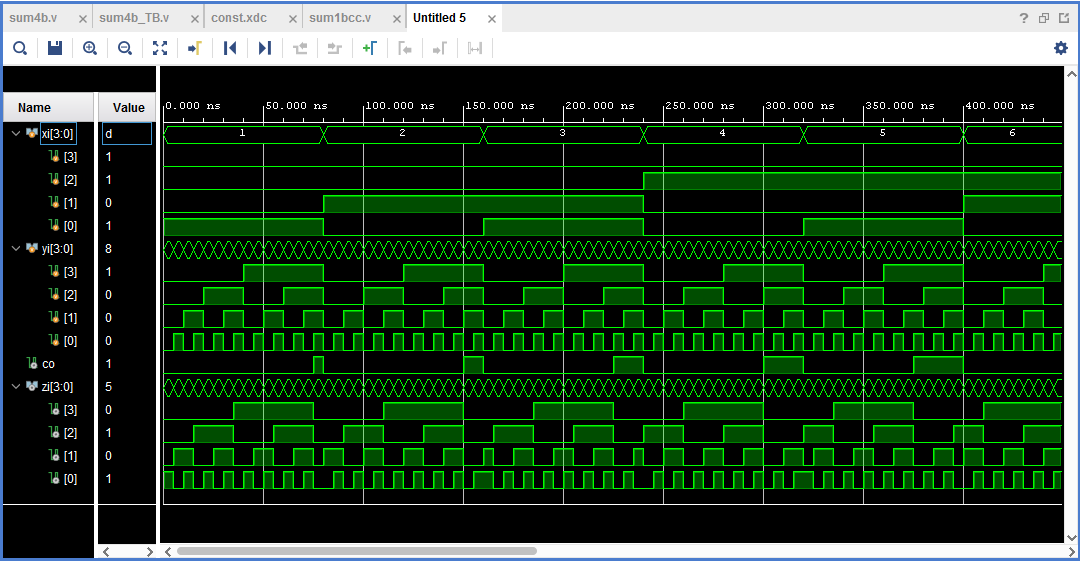 sum4b.v sum4b_TB.v const.xdc sum1bcc.v Untitled 5
Name Value 0.000 ns 50.000 ns 100.000 ns 150.000 ns 200.000 ns 250.000 ns 300.000 ns 350.000 ns 400.000 ns
xi[3:0] d 1 2 3 4 5 6
[3] 1
[2] 1
[1] 0
[0] 1
yi[3:0] 8
[3] 1
[2] 0
[1] 0
[0] 0
co 1
zi[3:0] 5
[3] 0
[2] 1
[1] 0
[0] 1